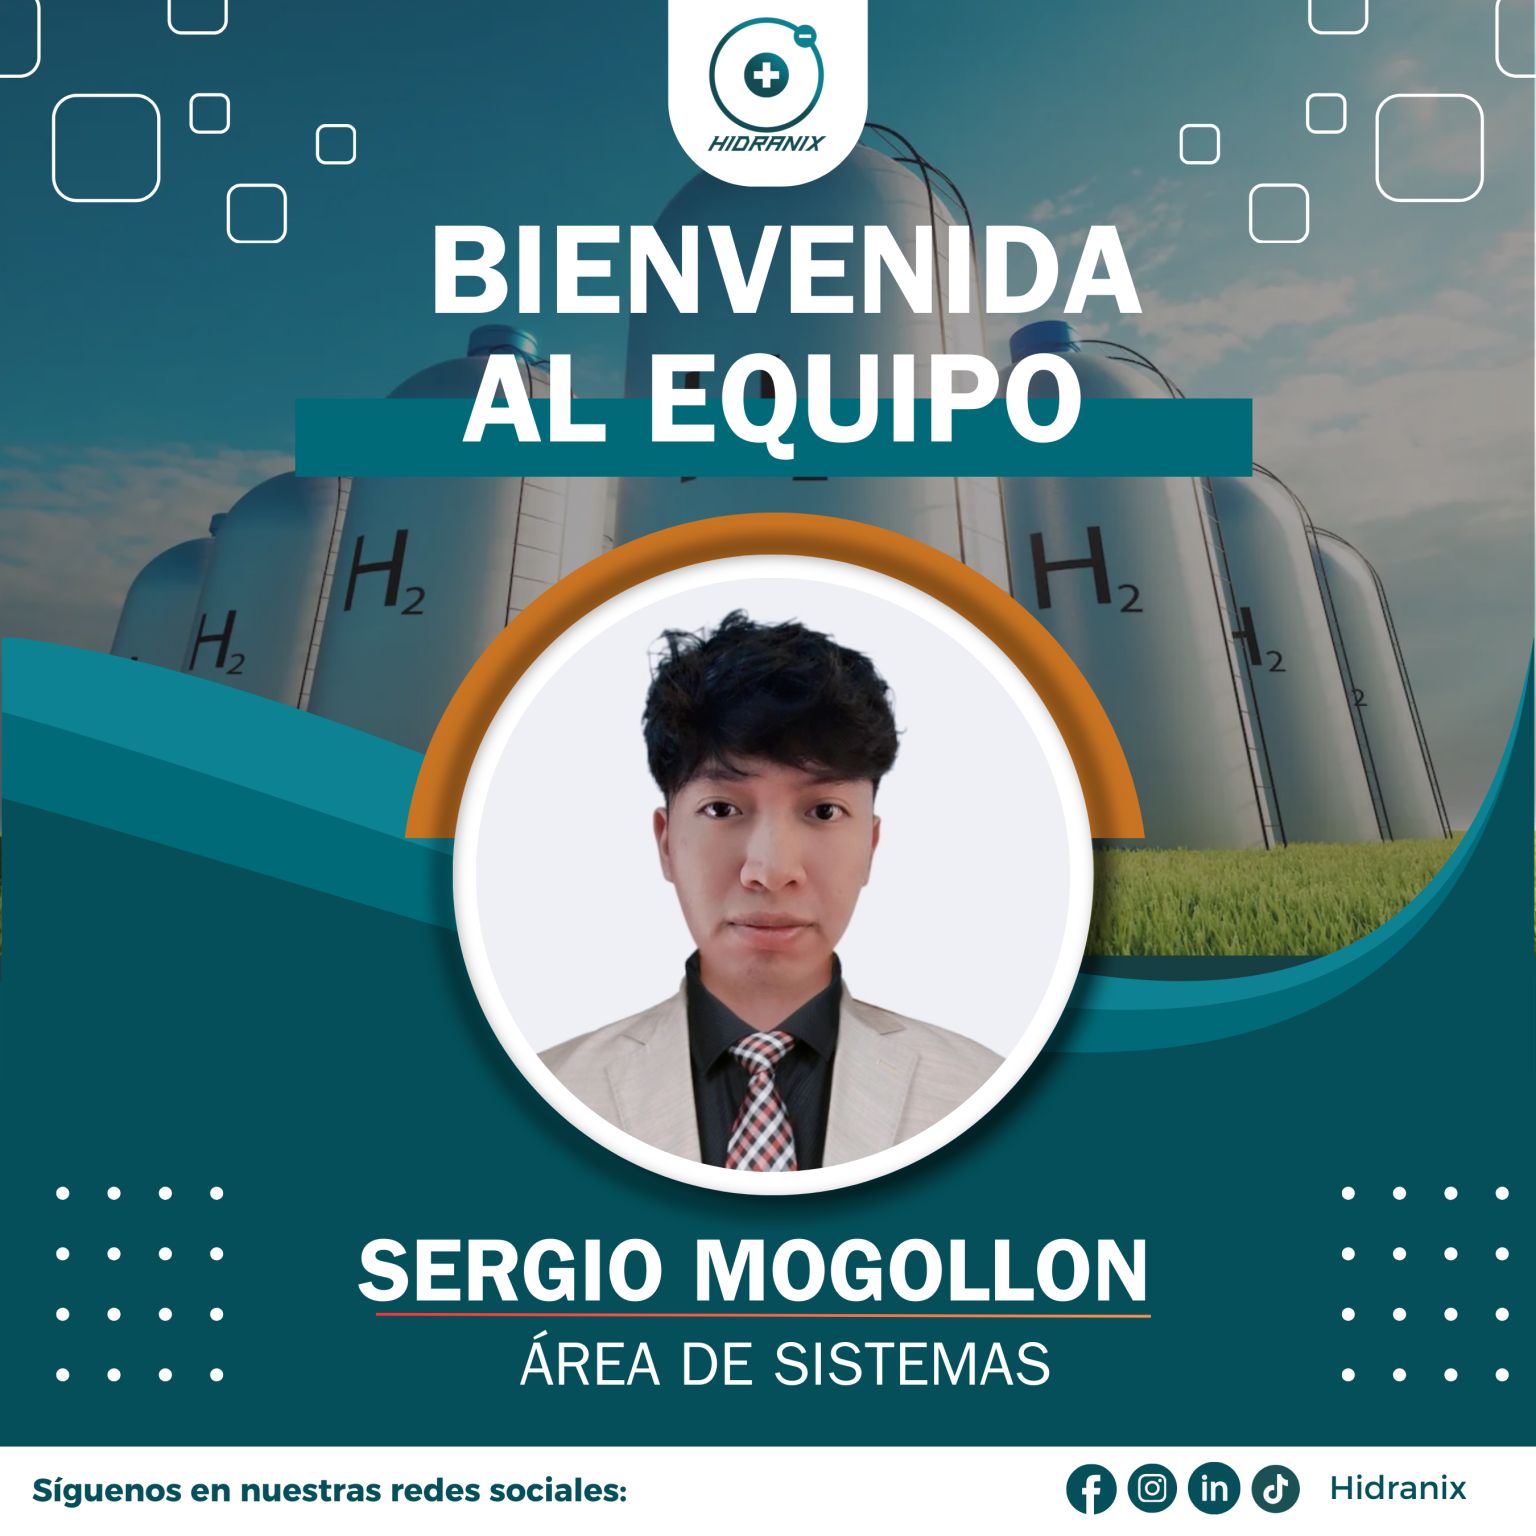 HIDRANIX
BIENVENIDA
AL EQUIPO
H2
H2
H2
H2
2
SERGIO MOGOLLON
ÁREA DE SISTEMAS
Síguenos en nuestras redes sociales:
Hidranix